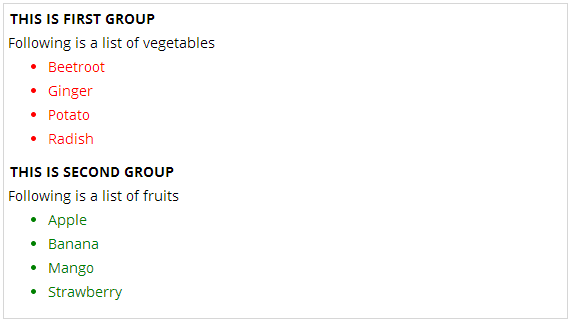 THIS IS FIRST GROUP
Following is a list of vegetables
• Beetroot
• Ginger
• Potato
• Radish
THIS IS SECOND GROUP
Following is a list of fruits
• Apple
• Banana
• Mango
• Strawberry